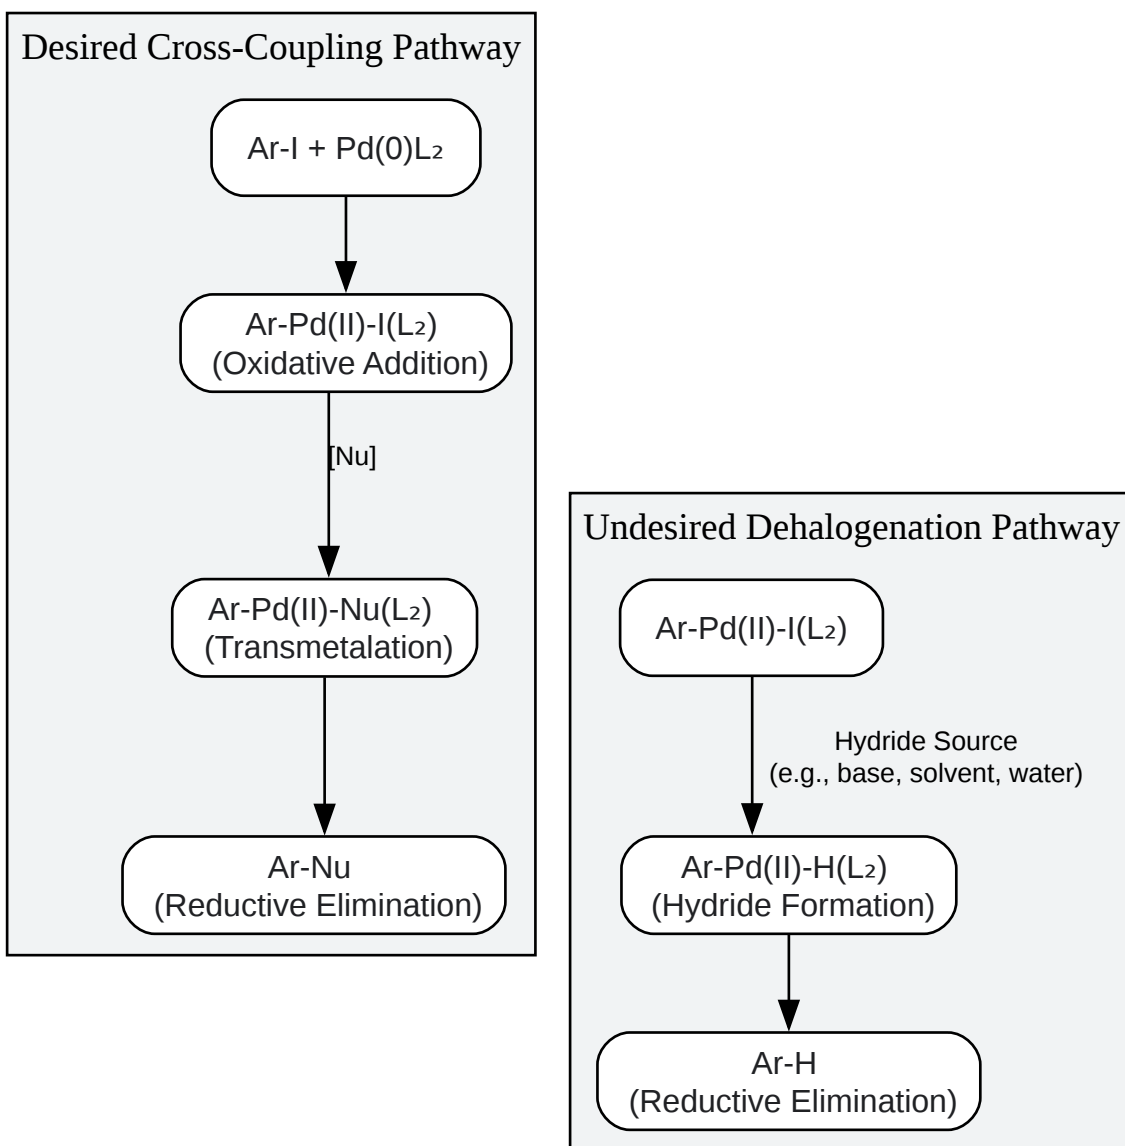 Desired Cross-Coupling Pathway
Ar-I + Pd(0)L₂
Ar-Pd(II)-I(L₂)
(Oxidative Addition)
[Nu]
Ar-Pd(II)-Nu(L₂)
(Transmetalation)
Ar-Nu
(Reductive Elimination)
Undesired Dehalogenation Pathway
Ar-Pd(II)-I(L₂)
Hydride Source
(e.g., base, solvent, water)
Ar-Pd(II)-H(L₂)
(Hydride Formation)
Ar-H
(Reductive Elimination)